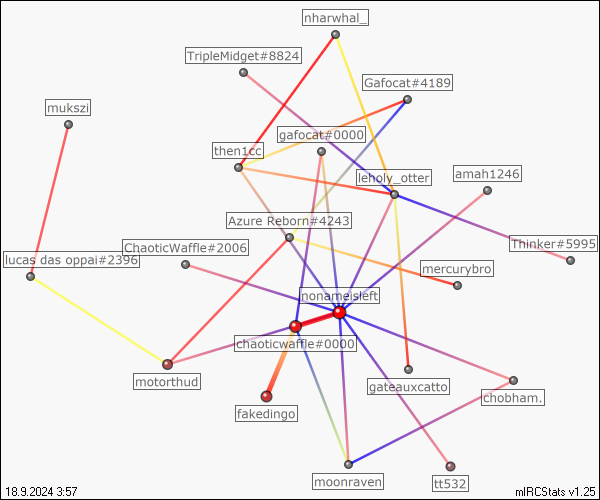 nharwhal_
TripleMidget#8824
Gafocat#4189
mukszi
gafocat#0000
then1cc
leholy_otter
amah1246
Azure Reborn#4243
ChaoticWaffle#2006
Thinker#5995
lucas das oppai#2396
mercurybro
nonameisleft
chaoticwaffle#0000
motorthud
gateauxcatto
chobham.
fakedingo
moonraven
tt532
18.9.2024 3:57
mIRCStats v1.25